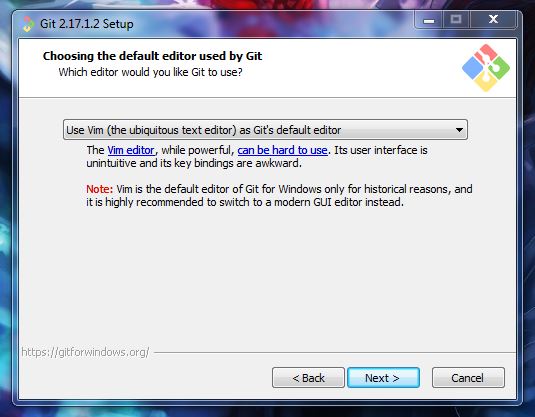 Git 2.17.1.2 Setup
Choosing the default editor used by Git
Which editor would you like Git to use?
Use Vim (the ubiquitous text editor) as Git's default editor
The Vim editor, while powerful, can be hard to use. Its user interface is
unintuitive and its key bindings are awkward.
Note: Vim is the default editor of Git for Windows only for historical reasons, and
it is highly recommended to switch to a modern GUI editor instead.
https://gitforwindows.org/
< Back
Next >
Cancel